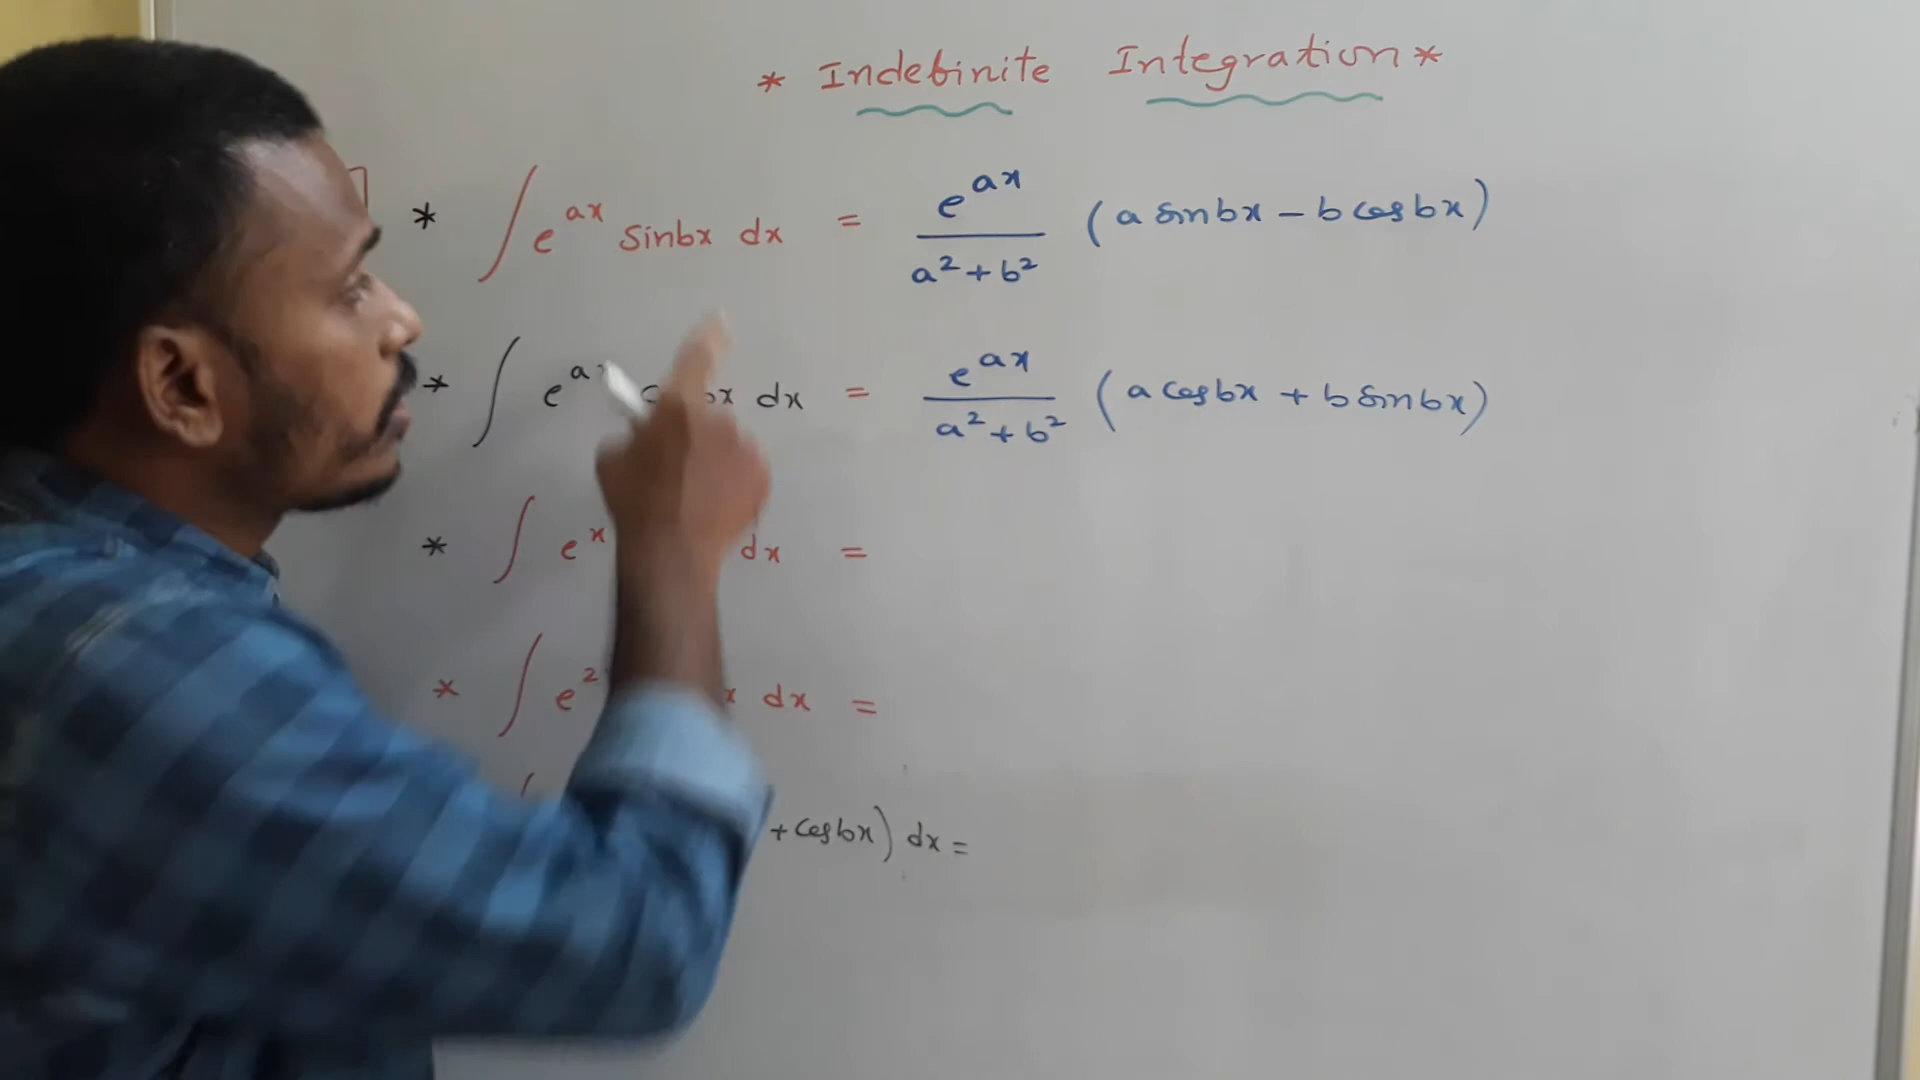 * Indefinite Integration *
* ∫ e^ax sinbx dx = e^ax / a²+b² (a sinbx − b cosbx)
* ∫ e^a bx dx = e^ax / a²+b² (a cosbx + b sinbx)
* ∫ e^x dx =
* ∫ e^2 x dx =
∫ + cosbx) dx =